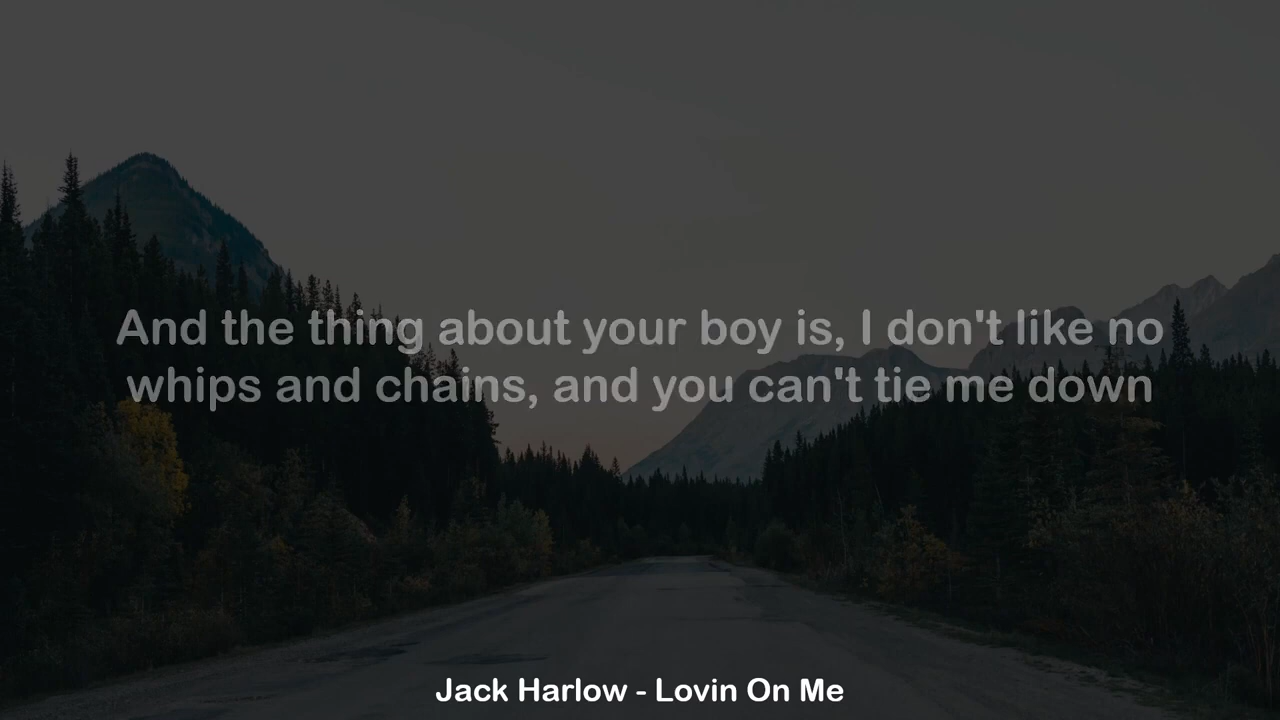 And the thing about your boy is, I don't like no
whips and chains, and you can't tie me down
Jack Harlow - Lovin On Me